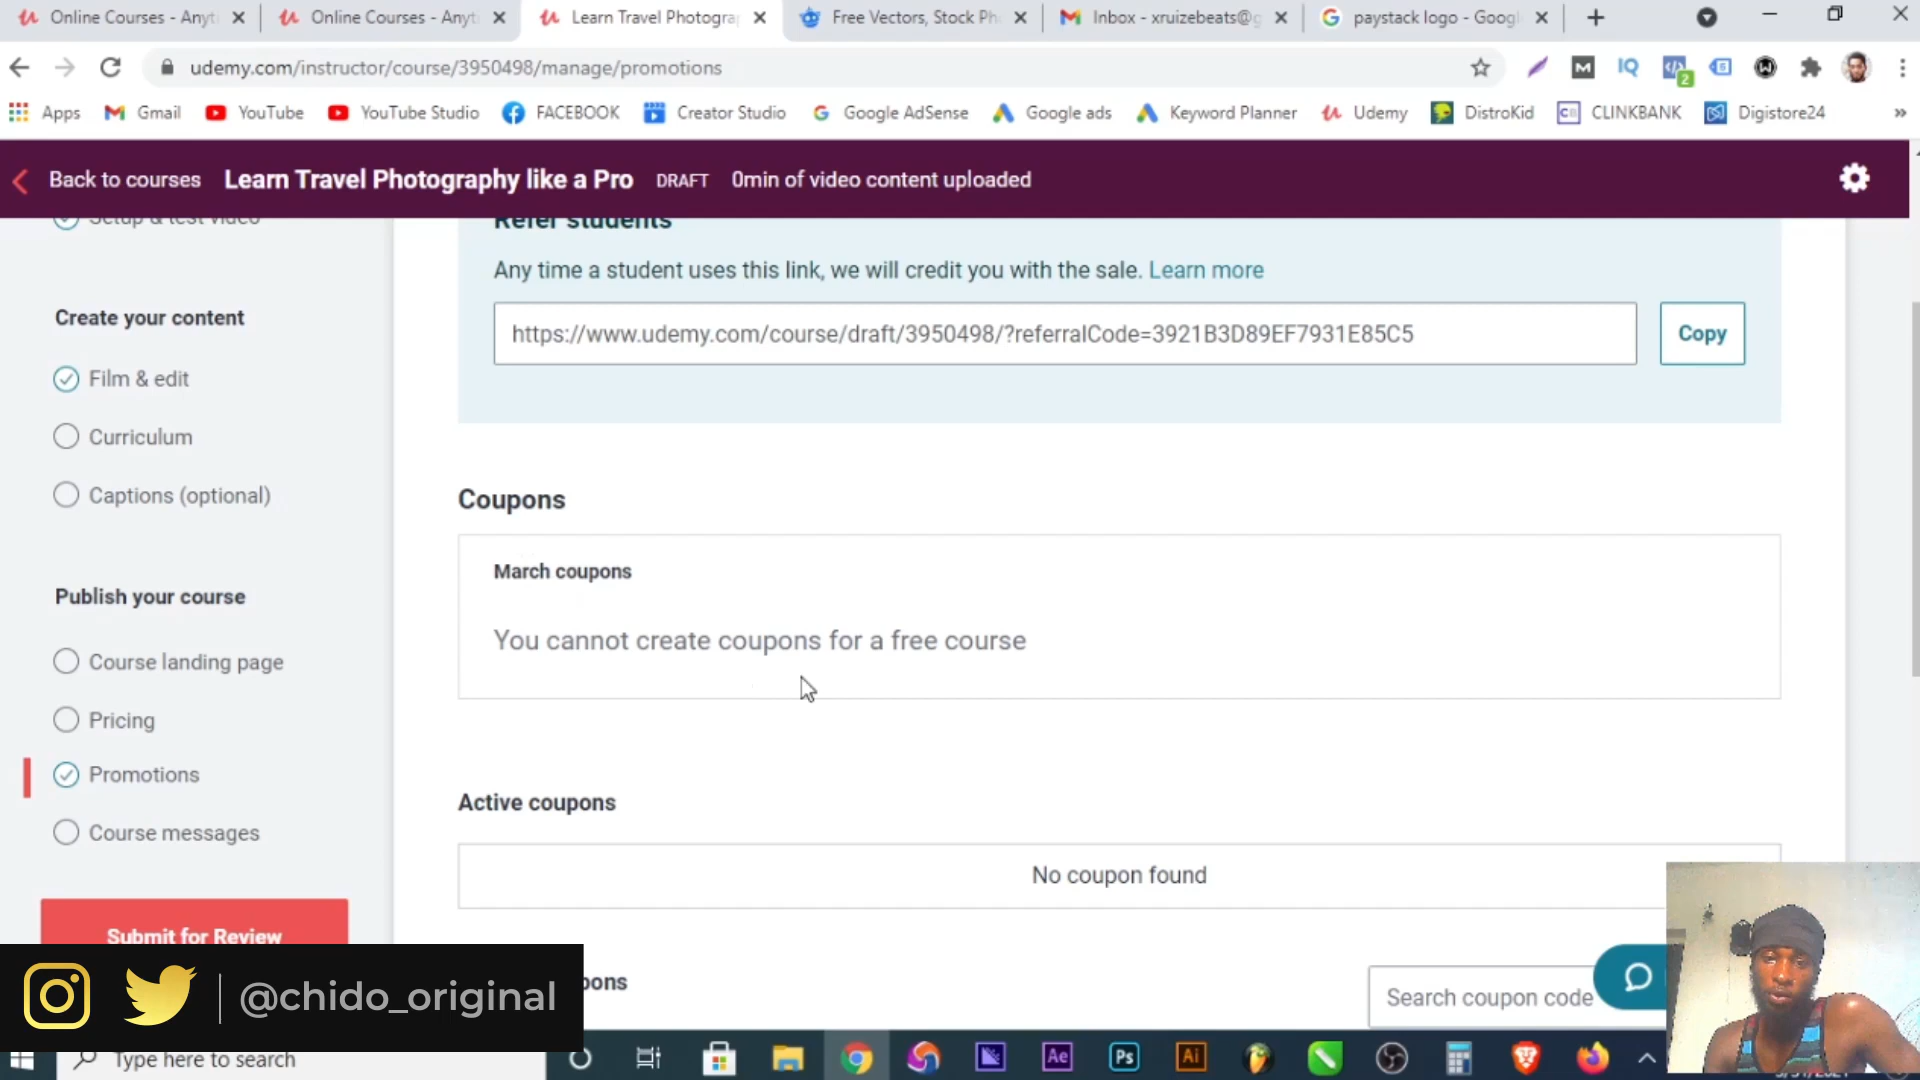 Online Courses - Anyt
Online Courses - Anyt
Learn Travel Photogra
Free Vectors, Stock Ph
Inbox - xruizebeats@g
paystack logo - Googl
udemy.com/instructor/course/3950498/manage/promotions
Apps
Gmail
YouTube
YouTube Studio
FACEBOOK
Creator Studio
Google AdSense
Google ads
Keyword Planner
Udemy
DistroKid
CLINKBANK
Digistore24
Back to courses
Learn Travel Photography like a Pro
DRAFT
0min of video content uploaded
Setup & test video
Create your content
Film & edit
Curriculum
Captions (optional)
Publish your course
Course landing page
Pricing
Promotions
Course messages
Submit for Review
Refer students
Any time a student uses this link, we will credit you with the sale. Learn more
https://www.udemy.com/course/draft/3950498/?referralCode=3921B3D89EF7931E85C5
Copy
Coupons
March coupons
You cannot create coupons for a free course
Active coupons
No coupon found
pons
Search coupon code
@chido_original
Type here to search